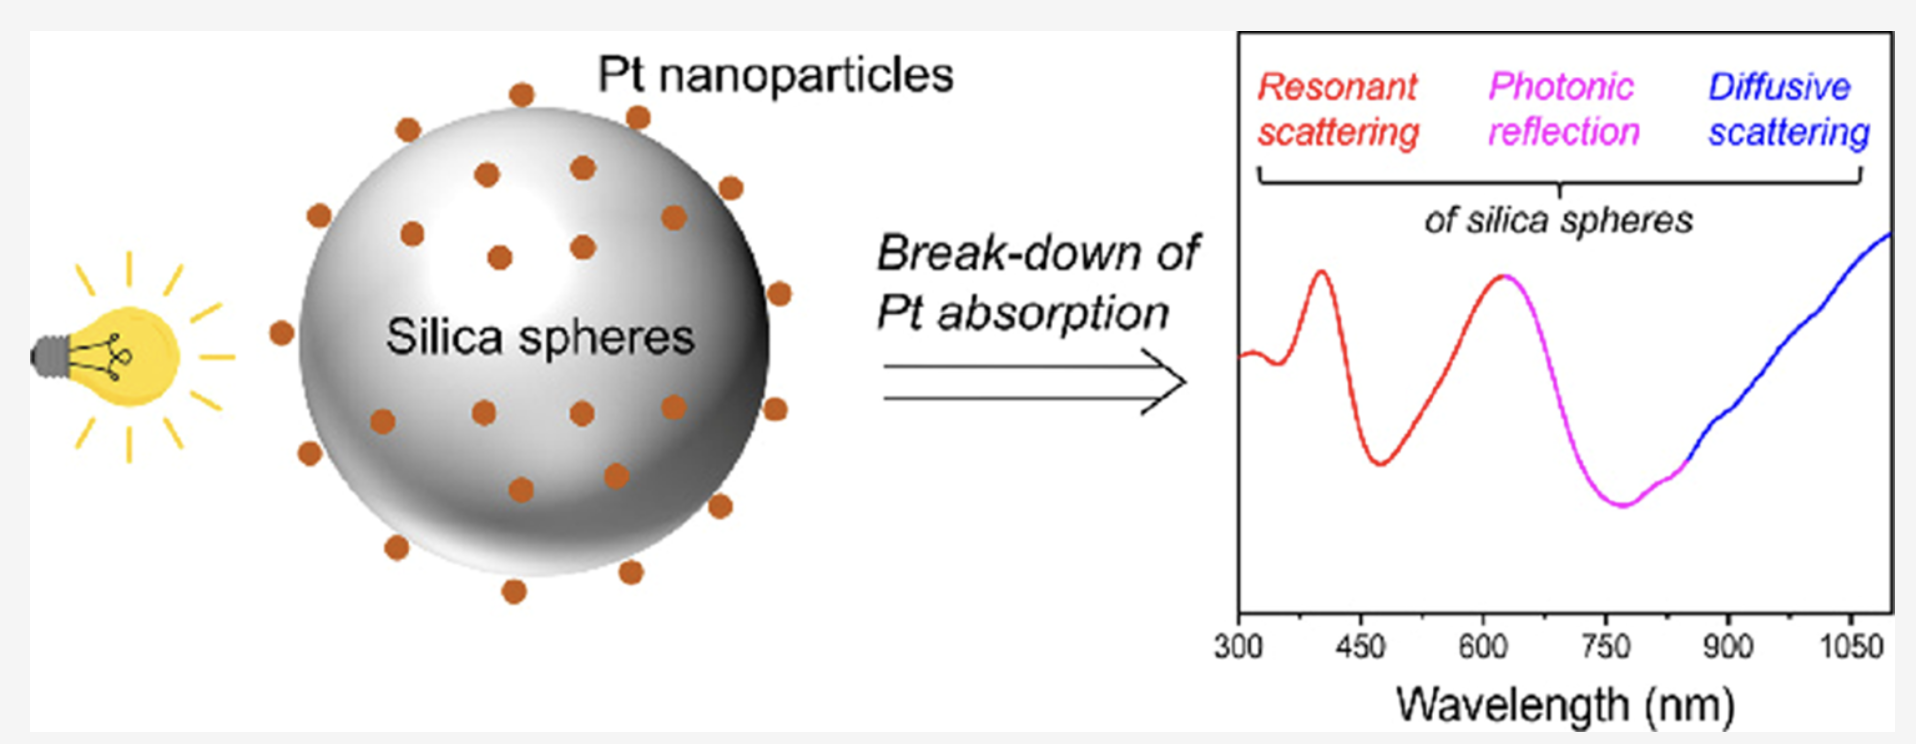 Pt nanoparticles
Silica spheres
Break-down of
Pt absorption
Resonant
scattering
Photonic
reflection
Diffusive
scattering
of silica spheres
300 450 600 750 900 1050
Wavelength (nm)